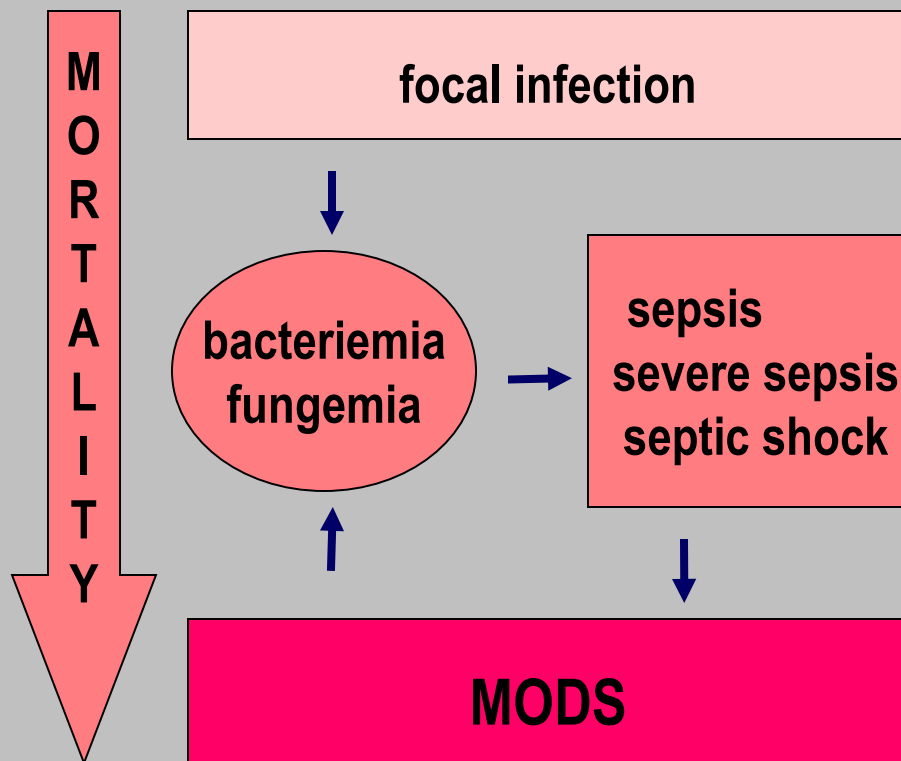 MORTALITY
focal infection
bacteriemia
fungemia
sepsis
severe sepsis
septic shock
MODS